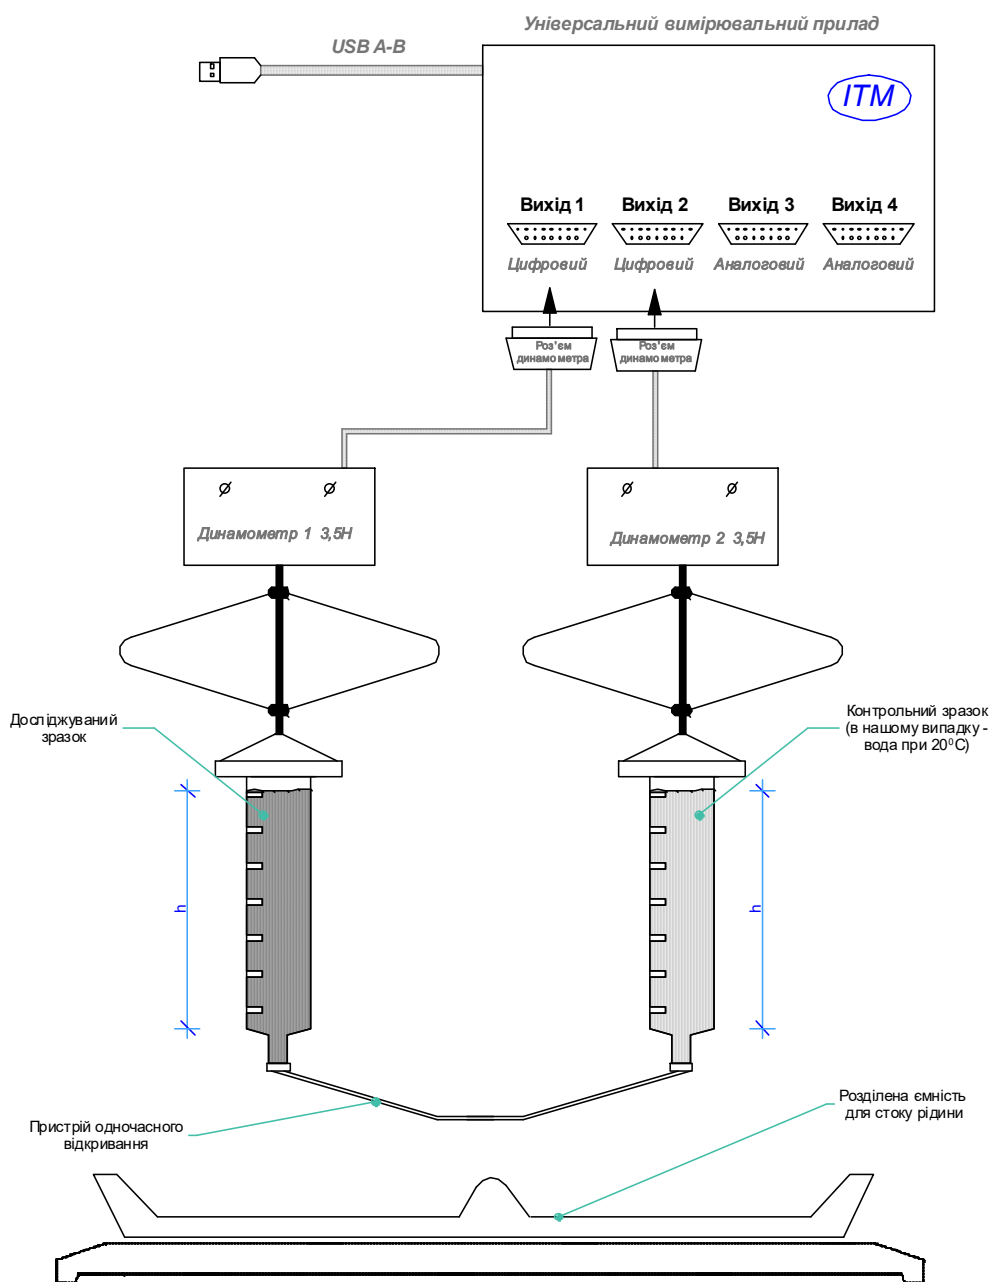 Універсальний вимірювальний прилад
USB A-B
ITM
Вихід 1 Вихід 2 Вихід 3 Вихід 4
Цифровий Цифровий Аналоговий Аналоговий
Роз'єм
динамометра
Роз'єм
динамометра
Динамометр 1 3,5Н
Динамометр 2 3,5Н
Досліджуваний
зразок
Контрольний зразок
(в нашому випадку -
вода при 20⁰С)
h
h
Розділена ємність
для стоку рідини
Пристрій одночасного
відкривання